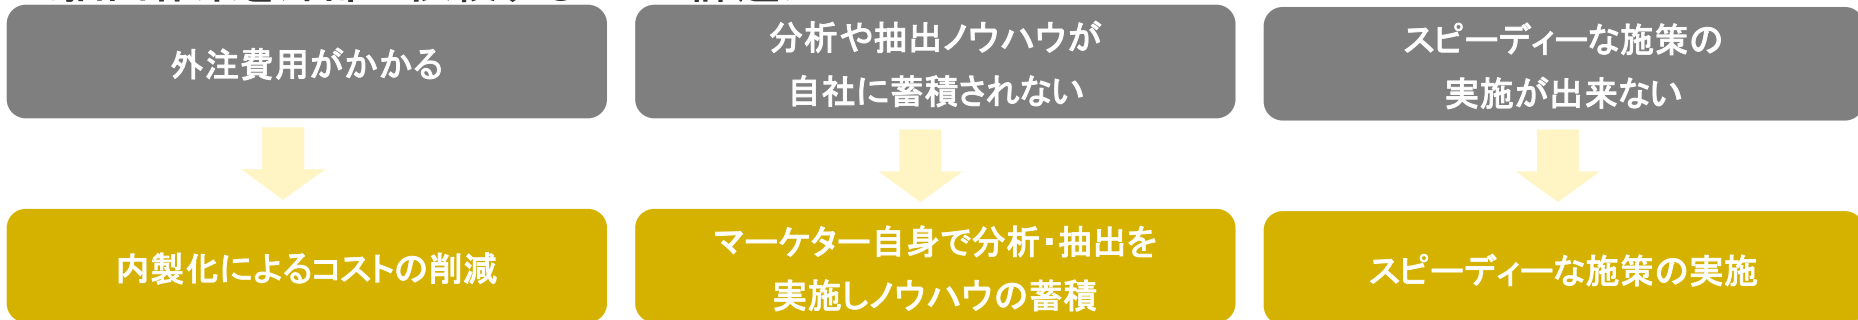 外注費用がかかる
分析や抽出ノウハウが
自社に蓄積されない
スピーディーな施策の
実施が出来ない
内製化によるコストの削減
マーケター自身で分析・抽出を
実施しノウハウの蓄積
スピーディーな施策の実施